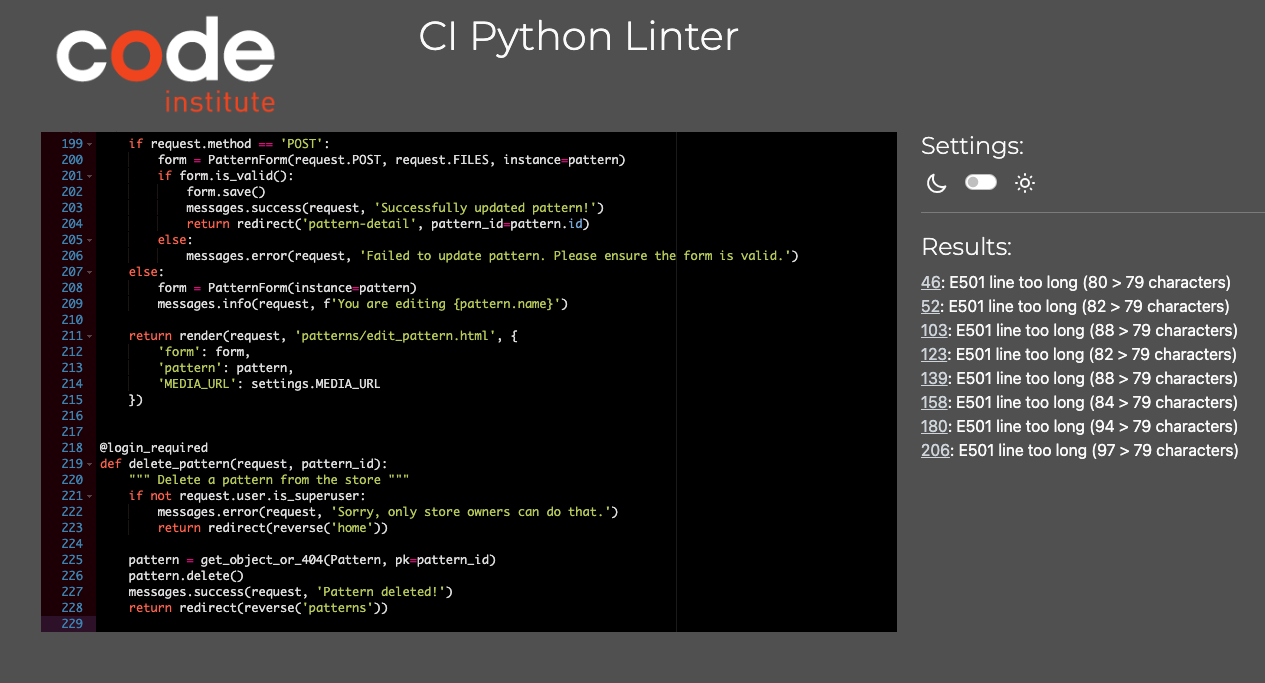 code
institute
CI Python Linter
199 if request.method == 'POST':
200 form = PatternForm(request.POST, request.FILES, instance=pattern)
201 if form.is_valid():
202 form.save()
203 messages.success(request, 'Successfully updated pattern!')
204 return redirect('pattern-detail', pattern_id=pattern.id)
205 else:
206 messages.error(request, 'Failed to update pattern. Please ensure the form is valid.')
207 else:
208 form = PatternForm(instance=pattern)
209 messages.info(request, f'You are editing {pattern.name}')
210
211 return render(request, 'patterns/edit_pattern.html', {
212 'form': form,
213 'pattern': pattern,
214 'MEDIA_URL': settings.MEDIA_URL
215 })
216
217
218 @login_required
219 def delete_pattern(request, pattern_id):
220 """ Delete a pattern from the store """
221 if not request.user.is_superuser:
222 messages.error(request, 'Sorry, only store owners can do that.')
223 return redirect(reverse('home'))
224
225 pattern = get_object_or_404(Pattern, pk=pattern_id)
226 pattern.delete()
227 messages.success(request, 'Pattern deleted!')
228 return redirect(reverse('patterns'))
229
Settings:
Results:
46: E501 line too long (80 > 79 characters)
52: E501 line too long (82 > 79 characters)
103: E501 line too long (88 > 79 characters)
123: E501 line too long (82 > 79 characters)
139: E501 line too long (88 > 79 characters)
158: E501 line too long (84 > 79 characters)
180: E501 line too long (94 > 79 characters)
206: E501 line too long (97 > 79 characters)